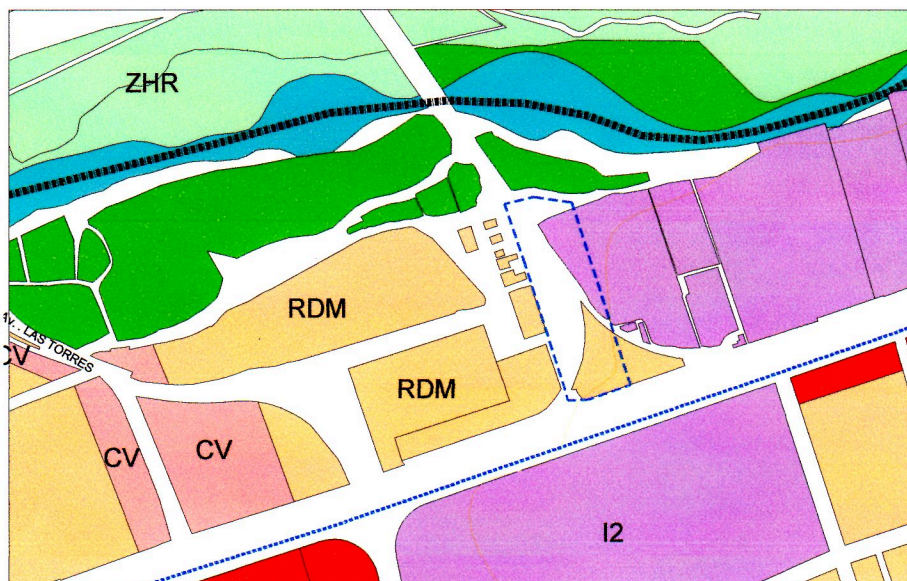 ZHR
RDM
Av. . LAS TORRES
CV
RDM
CV
CV
I2